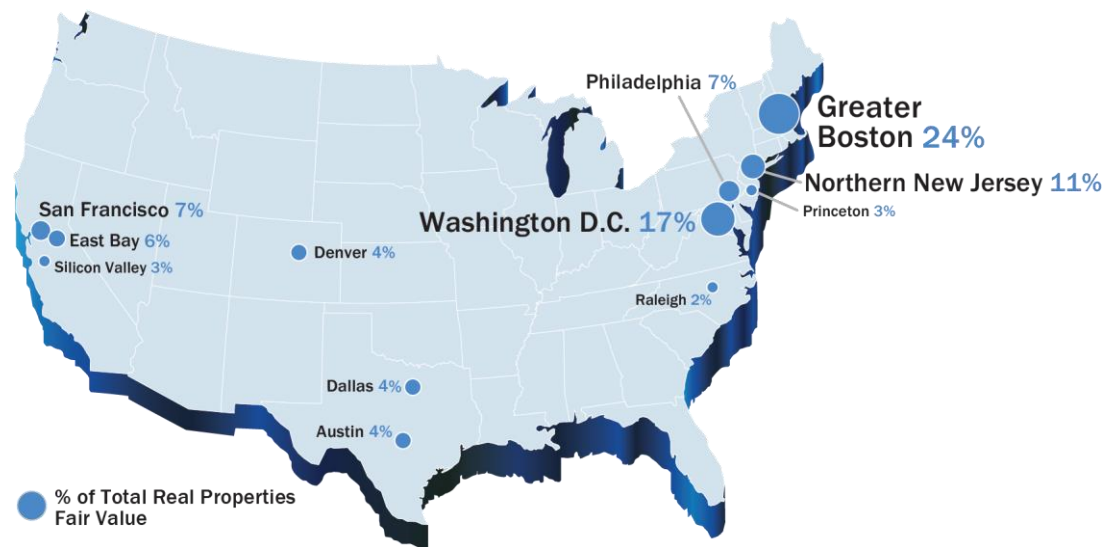 Philadelphia 7%
Greater
Boston 24%
Northern New Jersey 11%
Princeton 3%
Washington D.C. 17%
San Francisco 7%
East Bay 6%
Silicon Valley 3%
Denver 4%
Raleigh 2%
Dallas 4%
Austin 4%
% of Total Real Properties
Fair Value